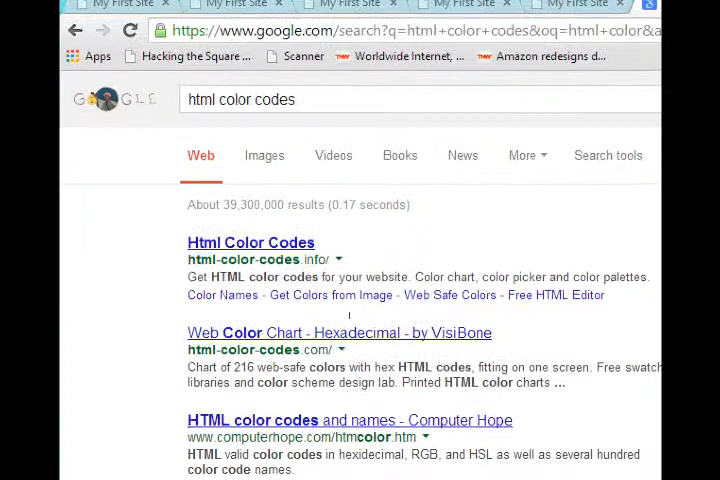 My First Site × My First Site × My First Site × My First Site × My First Site ×
https://www.google.com/search?q=html+color+codes&oq=html+color&a
Apps Hacking the Square ... Scanner TNW Worldwide Internet, ... TNW Amazon redesigns d...
GOOGLE html color codes
Web Images Videos Books News More Search tools
About 39,300,000 results (0.17 seconds)
Html Color Codes
html-color-codes.info/
Get HTML color codes for your website. Color chart, color picker and color palettes.
Color Names - Get Colors from Image - Web Safe Colors - Free HTML Editor
Web Color Chart - Hexadecimal - by VisiBone
html-color-codes.com/
Chart of 216 web-safe colors with hex HTML codes, fitting on one screen. Free swatch
libraries and color scheme design lab. Printed HTML color charts ...
HTML color codes and names - Computer Hope
www.computerhope.com/htmcolor.htm
HTML valid color codes in hexidecimal, RGB, and HSL as well as several hundred
color code names.